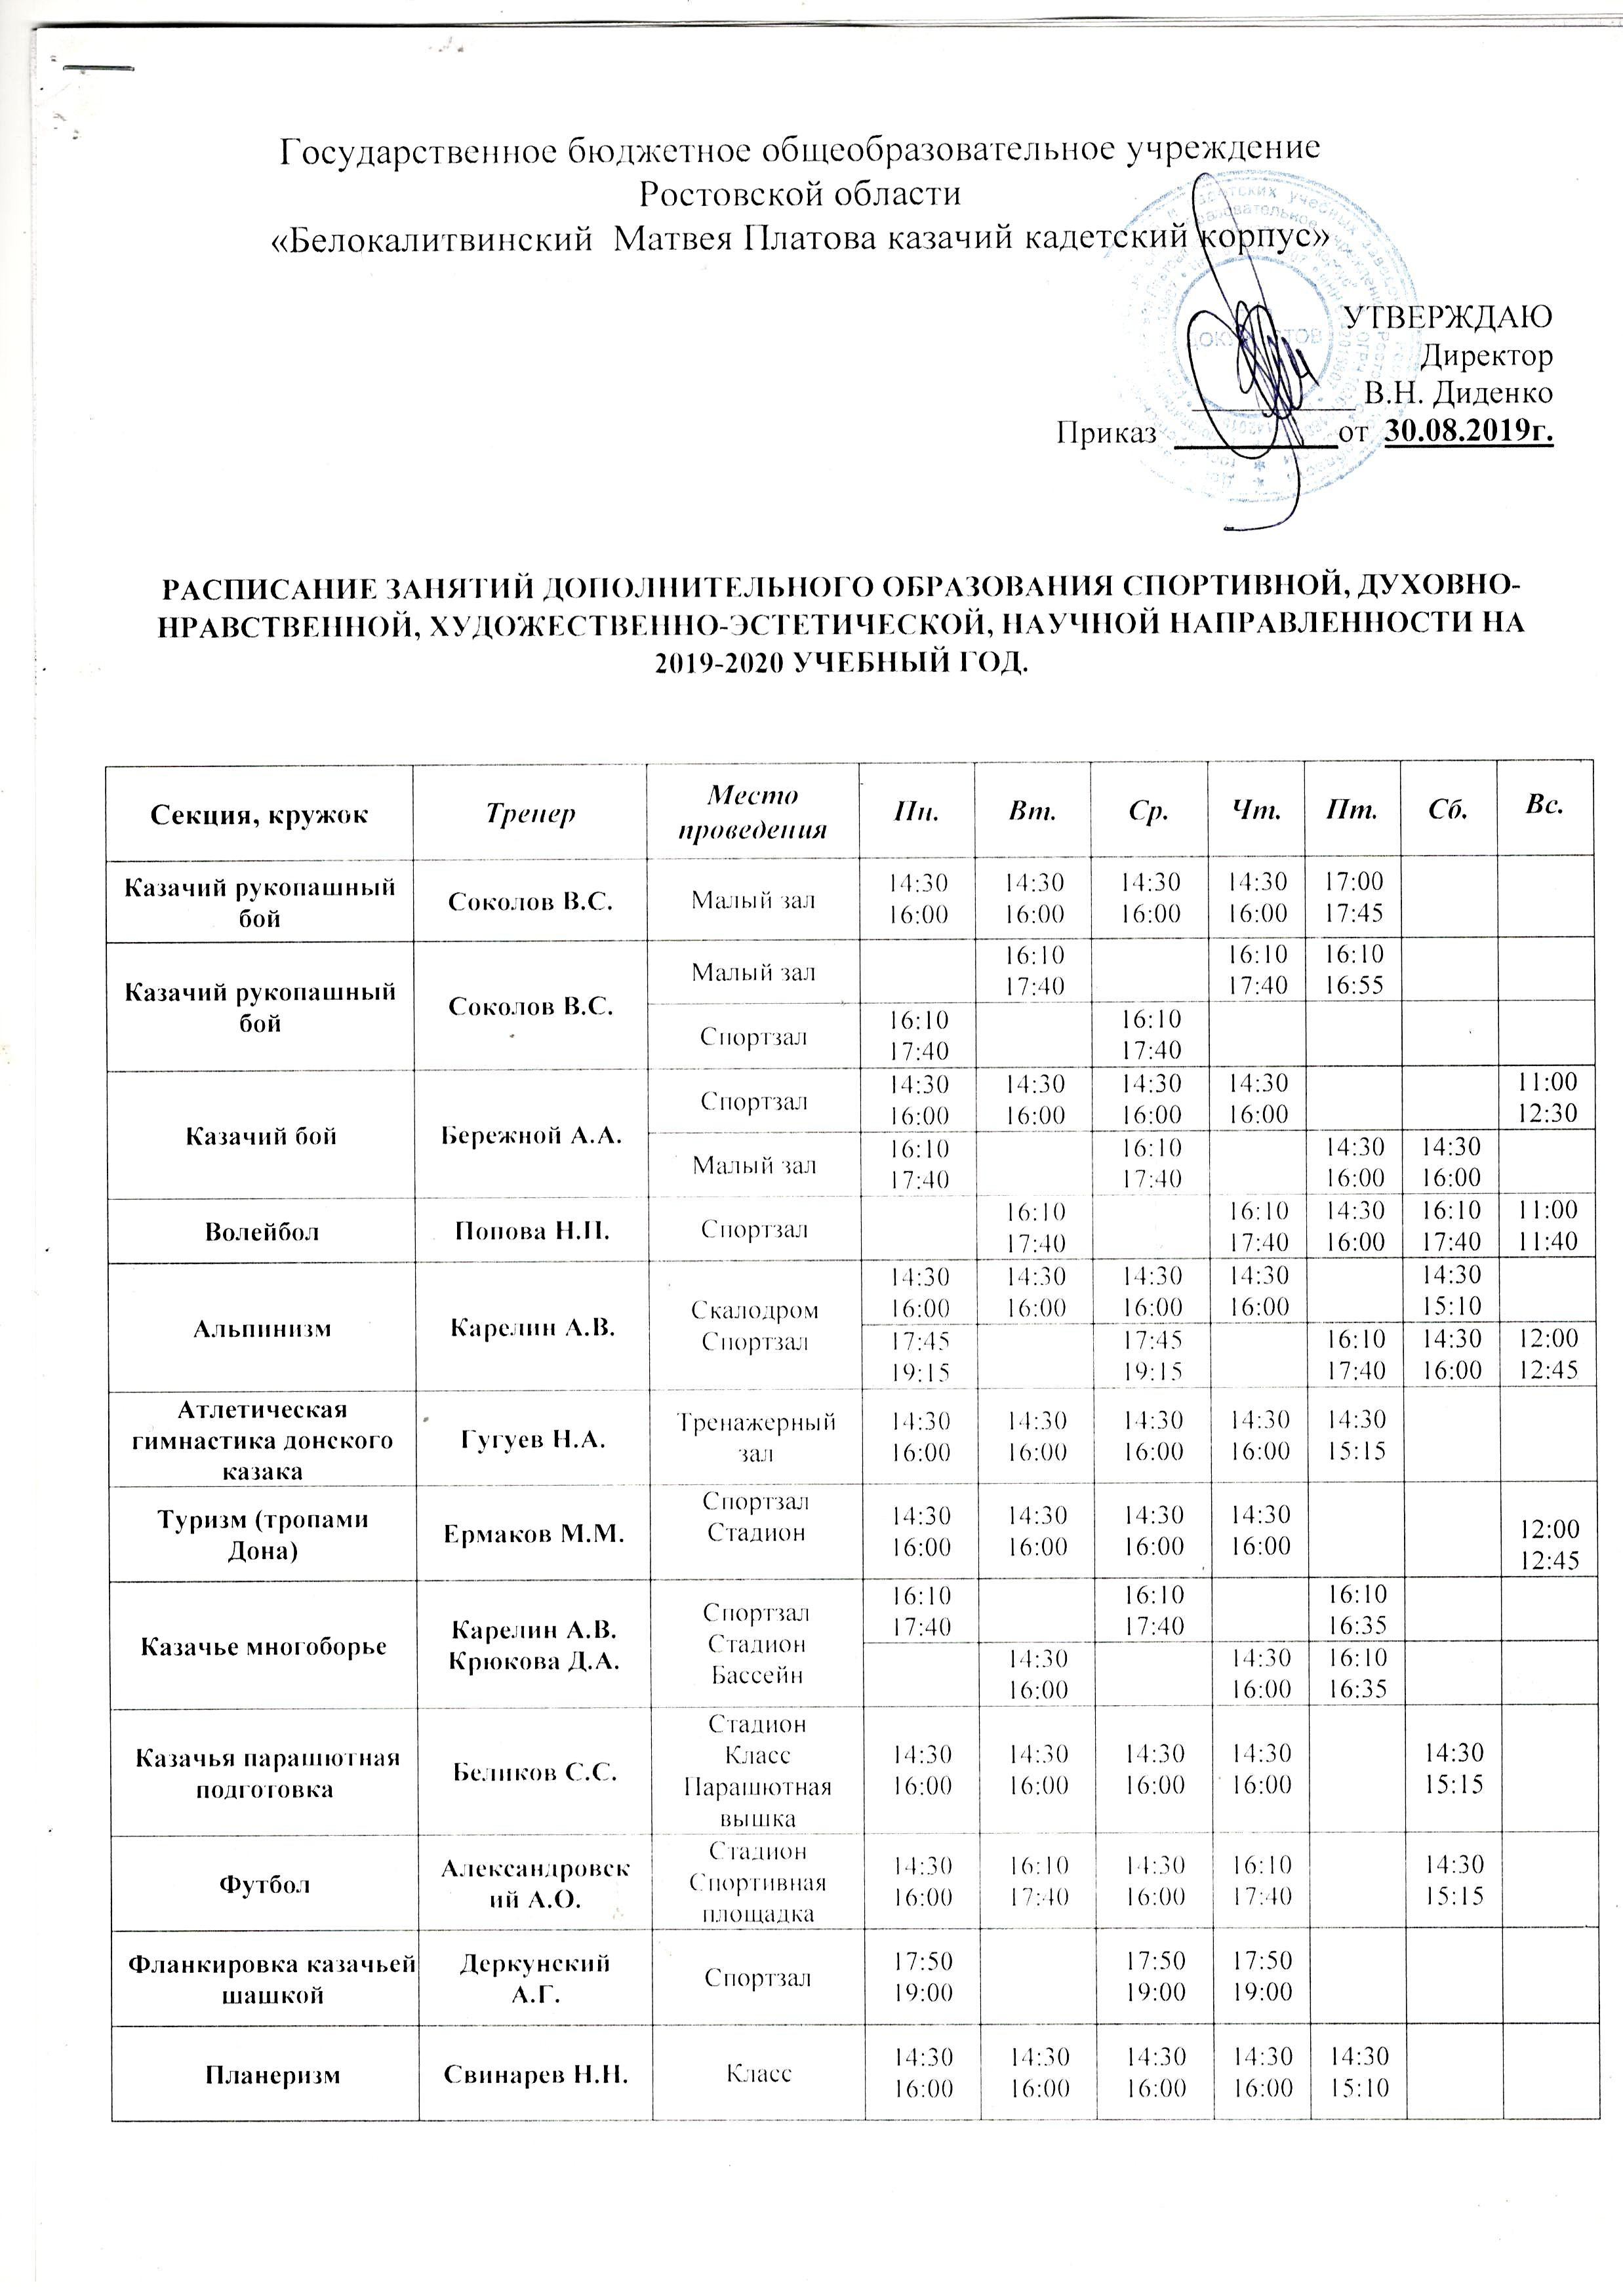 Государственное бюджетное общеобразовательное учреждение
Ростовской области
«Белокалитвинский Матвея Платова казачий кадетский корпус»
УТВЕРЖДАЮ
Директор
В.Н. Диденко
Приказ от 30.08.2019г.
РАСПИСАНИЕ ЗАНЯТИЙ ДОПОЛНИТЕЛЬНОГО ОБРАЗОВАНИЯ СПОРТИВНОЙ, ДУХОВНО-
НРАВСТВЕННОЙ, ХУДОЖЕСТВЕННО-ЭСТЕТИЧЕСКОЙ, НАУЧНОЙ НАПРАВЛЕННОСТИ НА
2019-2020 УЧЕБНЫЙ ГОД.
Секция, кружок Тренер Место проведения Пн. Вт. Ср. Чт. Пт. Сб. Вс.
Казачий рукопашный бой Соколов В.С. Малый зал 14:30 14:30 14:30 14:30 17:00
16:00 16:00 16:00 16:00 17:45
Казачий рукопашный бой Соколов В.С. Малый зал 16:10 16:10 16:10
17:40 17:40 16:55
Спортзал 16:10 16:10
17:40 17:40
Казачий бой Бережной А.А. Спортзал 14:30 14:30 14:30 14:30 11:00
16:00 16:00 16:00 16:00 12:30
Малый зал 16:10 16:10 14:30 14:30
17:40 17:40 16:00 16:00
Волейбол Попова Н.П. Спортзал 16:10 16:10 14:30 16:10 11:00
17:40 17:40 16:00 17:40 11:40
Альпинизм Карелин А.В. Скалодром Спортзал 14:30 14:30 14:30 14:30 14:30
16:00 16:00 16:00 16:00 15:10
17:45 17:45 16:10 14:30 12:00
19:15 19:15 17:40 16:00 12:45
Атлетическая гимнастика донского казака Гугуев Н.А. Тренажерный зал 14:30 14:30 14:30 14:30 14:30
16:00 16:00 16:00 16:00 15:15
Туризм (тропами Дона) Ермаков М.М. Спортзал Стадион 14:30 14:30 14:30 14:30 12:00
16:00 16:00 16:00 16:00 12:45
Казачье многоборье Карелин А.В. Крюкова Д.А. Спортзал Стадион Бассейн 16:10 16:10 16:10
17:40 17:40 16:35
14:30 14:30 16:10
16:00 16:00 16:35
Казачья парашютная подготовка Беликов С.С. Стадион Класс Парашютная вышка 14:30 14:30 14:30 14:30 14:30
16:00 16:00 16:00 16:00 15:15
Футбол Александровск ий А.О. Стадион Спортивная площадка 14:30 16:10 14:30 16:10 14:30
16:00 17:40 16:00 17:40 15:15
Фланкировка казачьей шашкой Деркунский А.Г. Спортзал 17:50 17:50 17:50
19:00 19:00 19:00
Планеризм Свинарев Н.Н. Класс 14:30 14:30 14:30 14:30 14:30
16:00 16:00 16:00 16:00 15:10